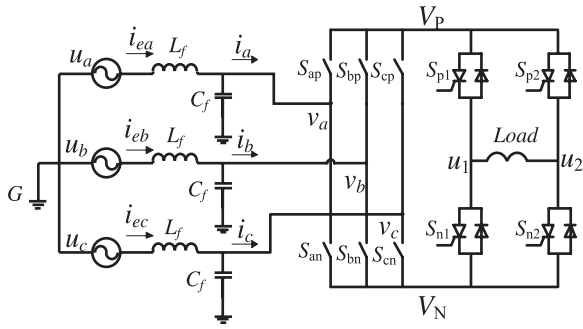 V_P
u_a
i_ea
L_f
i_a
S_ap
S_bp
S_cp
S_p1
S_p2
C_f
v_a
u_b
i_eb
L_f
i_b
Load
u_1
u_2
G
C_f
v_b
u_c
i_ec
L_f
i_c
v_c
S_an
S_bn
S_cn
S_n1
S_n2
C_f
V_N